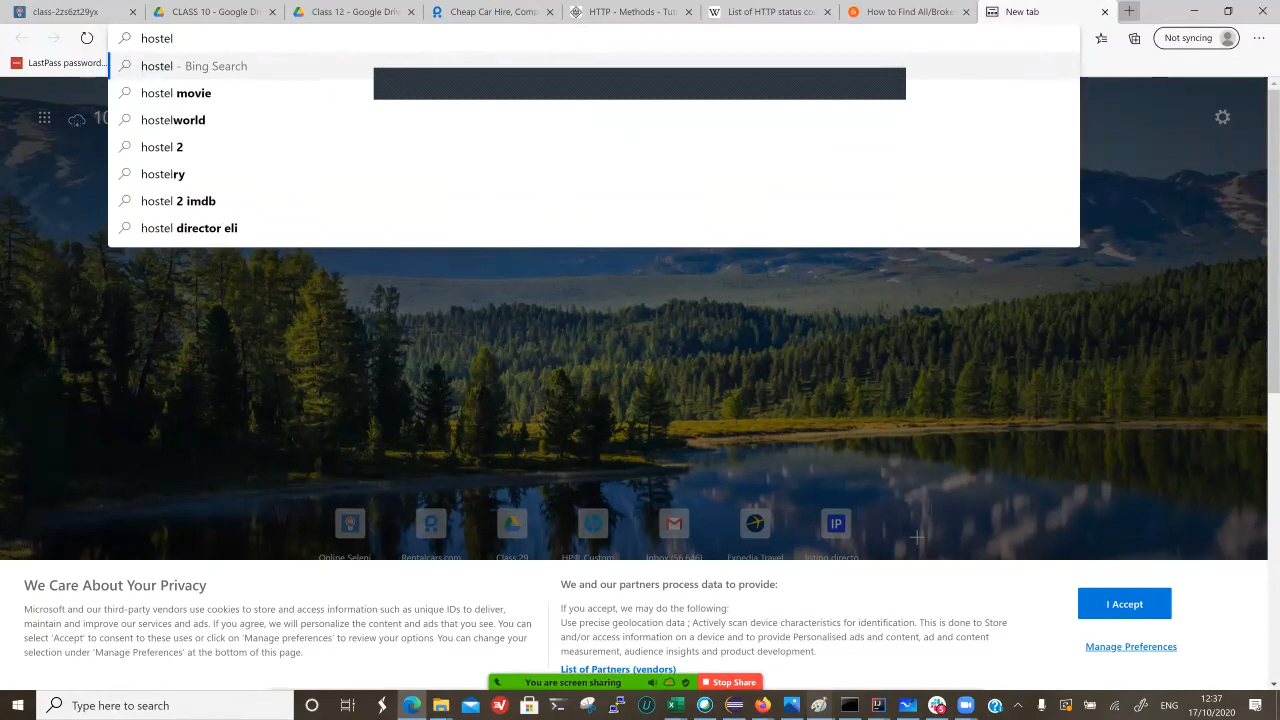 class-2zs6zt29yx
CLASS 10 - Google Dr
Class 12 - Google Driv
Cheap Car Hire, Comp
HTTP - Methods - Tut
List of HTTP status co
How to Find All/Broke
New tab
hostel
Not syncing
LastPass password...
hostel - Bing Search
hostel movie
hostelworld
hostel 2
hostelry
hostel 2 imdb
hostel director eli
10
Online Seleni
Rentalcars.com
Class 29
HP® Custom
Inbox (56,646)
Expedia Travel
listing.directo
IP
We Care About Your Privacy
Microsoft and our third-party vendors use cookies to store and access information such as unique IDs to deliver,
maintain and improve our services and ads. If you agree, we will personalize the content and ads that you see. You can
select 'Accept' to consent to these uses or click on 'Manage preferences' to review your options. You can change your
selection under 'Manage Preferences' at the bottom of this page.
We and our partners process data to provide:
If you accept, we may do the following:
Use precise geolocation data ; Actively scan device characteristics for identification. This is done to Store
and/or access information on a device and to provide Personalised ads and content, ad and content
measurement, audience insights and product development.
List of Partners (vendors)
I Accept
Manage Preferences
You are screen sharing
Stop Share
Type here to search
ENG
12:37
17/10/2020